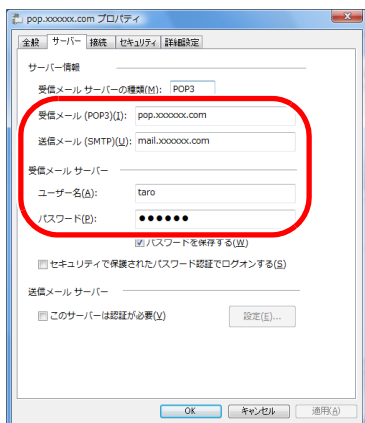 pop.xxxxxx.com プロパティ
全般 サーバー 接続 セキュリティ 詳細設定
サーバー情報
受信メール サーバーの種類(M): POP3
受信メール (POP3)(I): pop.xxxxxx.com
送信メール (SMTP)(U): mail.xxxxxx.com
受信メール サーバー
ユーザー名(A): taro
パスワード(P): ●●●●●●
パスワードを保存する(W)
セキュリティで保護されたパスワード認証でログオンする(S)
送信メール サーバー
このサーバーは認証が必要(V) 設定(E)...
OK キャンセル 適用(A)